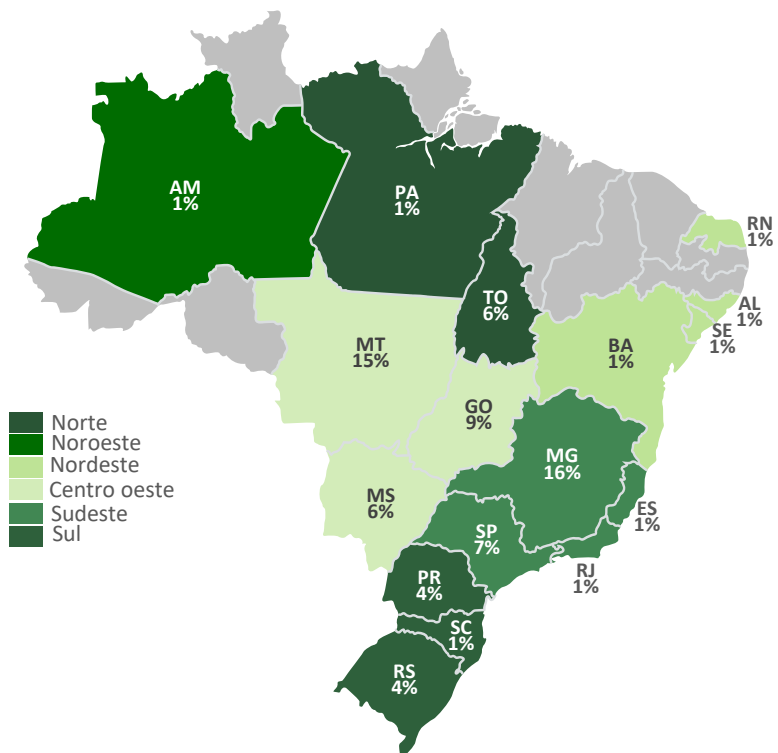 AM
1%
PA
1%
RN
1%
TO
6%
AL
1%
SE
1%
MT
15%
BA
1%
GO
9%
MG
16%
MS
6%
ES
1%
SP
7%
RJ
1%
PR
4%
SC
1%
RS
4%
Norte
Noroeste
Nordeste
Centro oeste
Sudeste
Sul